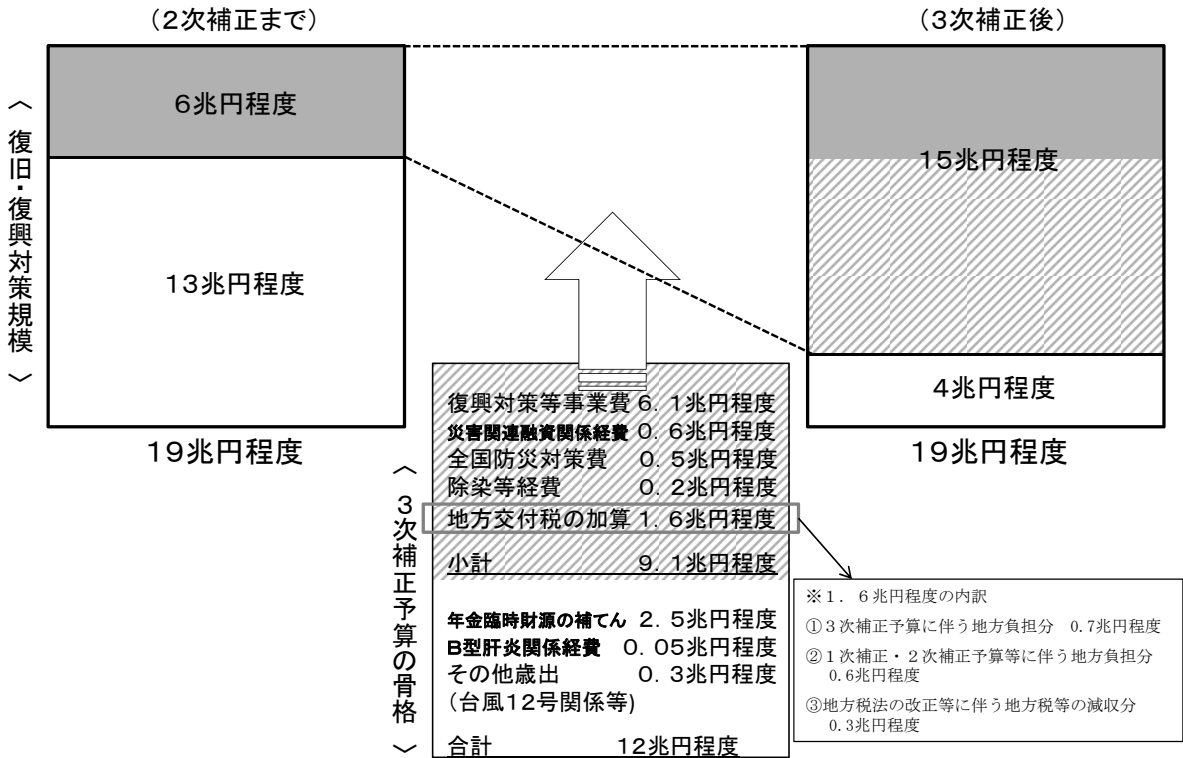 (2次補正まで)
6兆円程度
13兆円程度
19兆円程度
〈 復旧・復興対策規模 〉
(3次補正後)
15兆円程度
4兆円程度
19兆円程度
〈 3次補正予算の骨格 〉
復興対策等事業費 6.1兆円程度
災害関連融資関係経費 0.6兆円程度
全国防災対策費 0.5兆円程度
除染等経費 0.2兆円程度
地方交付税の加算 1.6兆円程度
小計 9.1兆円程度
年金臨時財源の補てん 2.5兆円程度
B型肝炎関係経費 0.05兆円程度
その他歳出 0.3兆円程度
(台風12号関係等)
合計 12兆円程度
※1.6兆円程度の内訳
①3次補正予算に伴う地方負担分 0.7兆円程度
②1次補正・2次補正予算等に伴う地方負担分
0.6兆円程度
③地方税法の改正等に伴う地方税等の減収分
0.3兆円程度